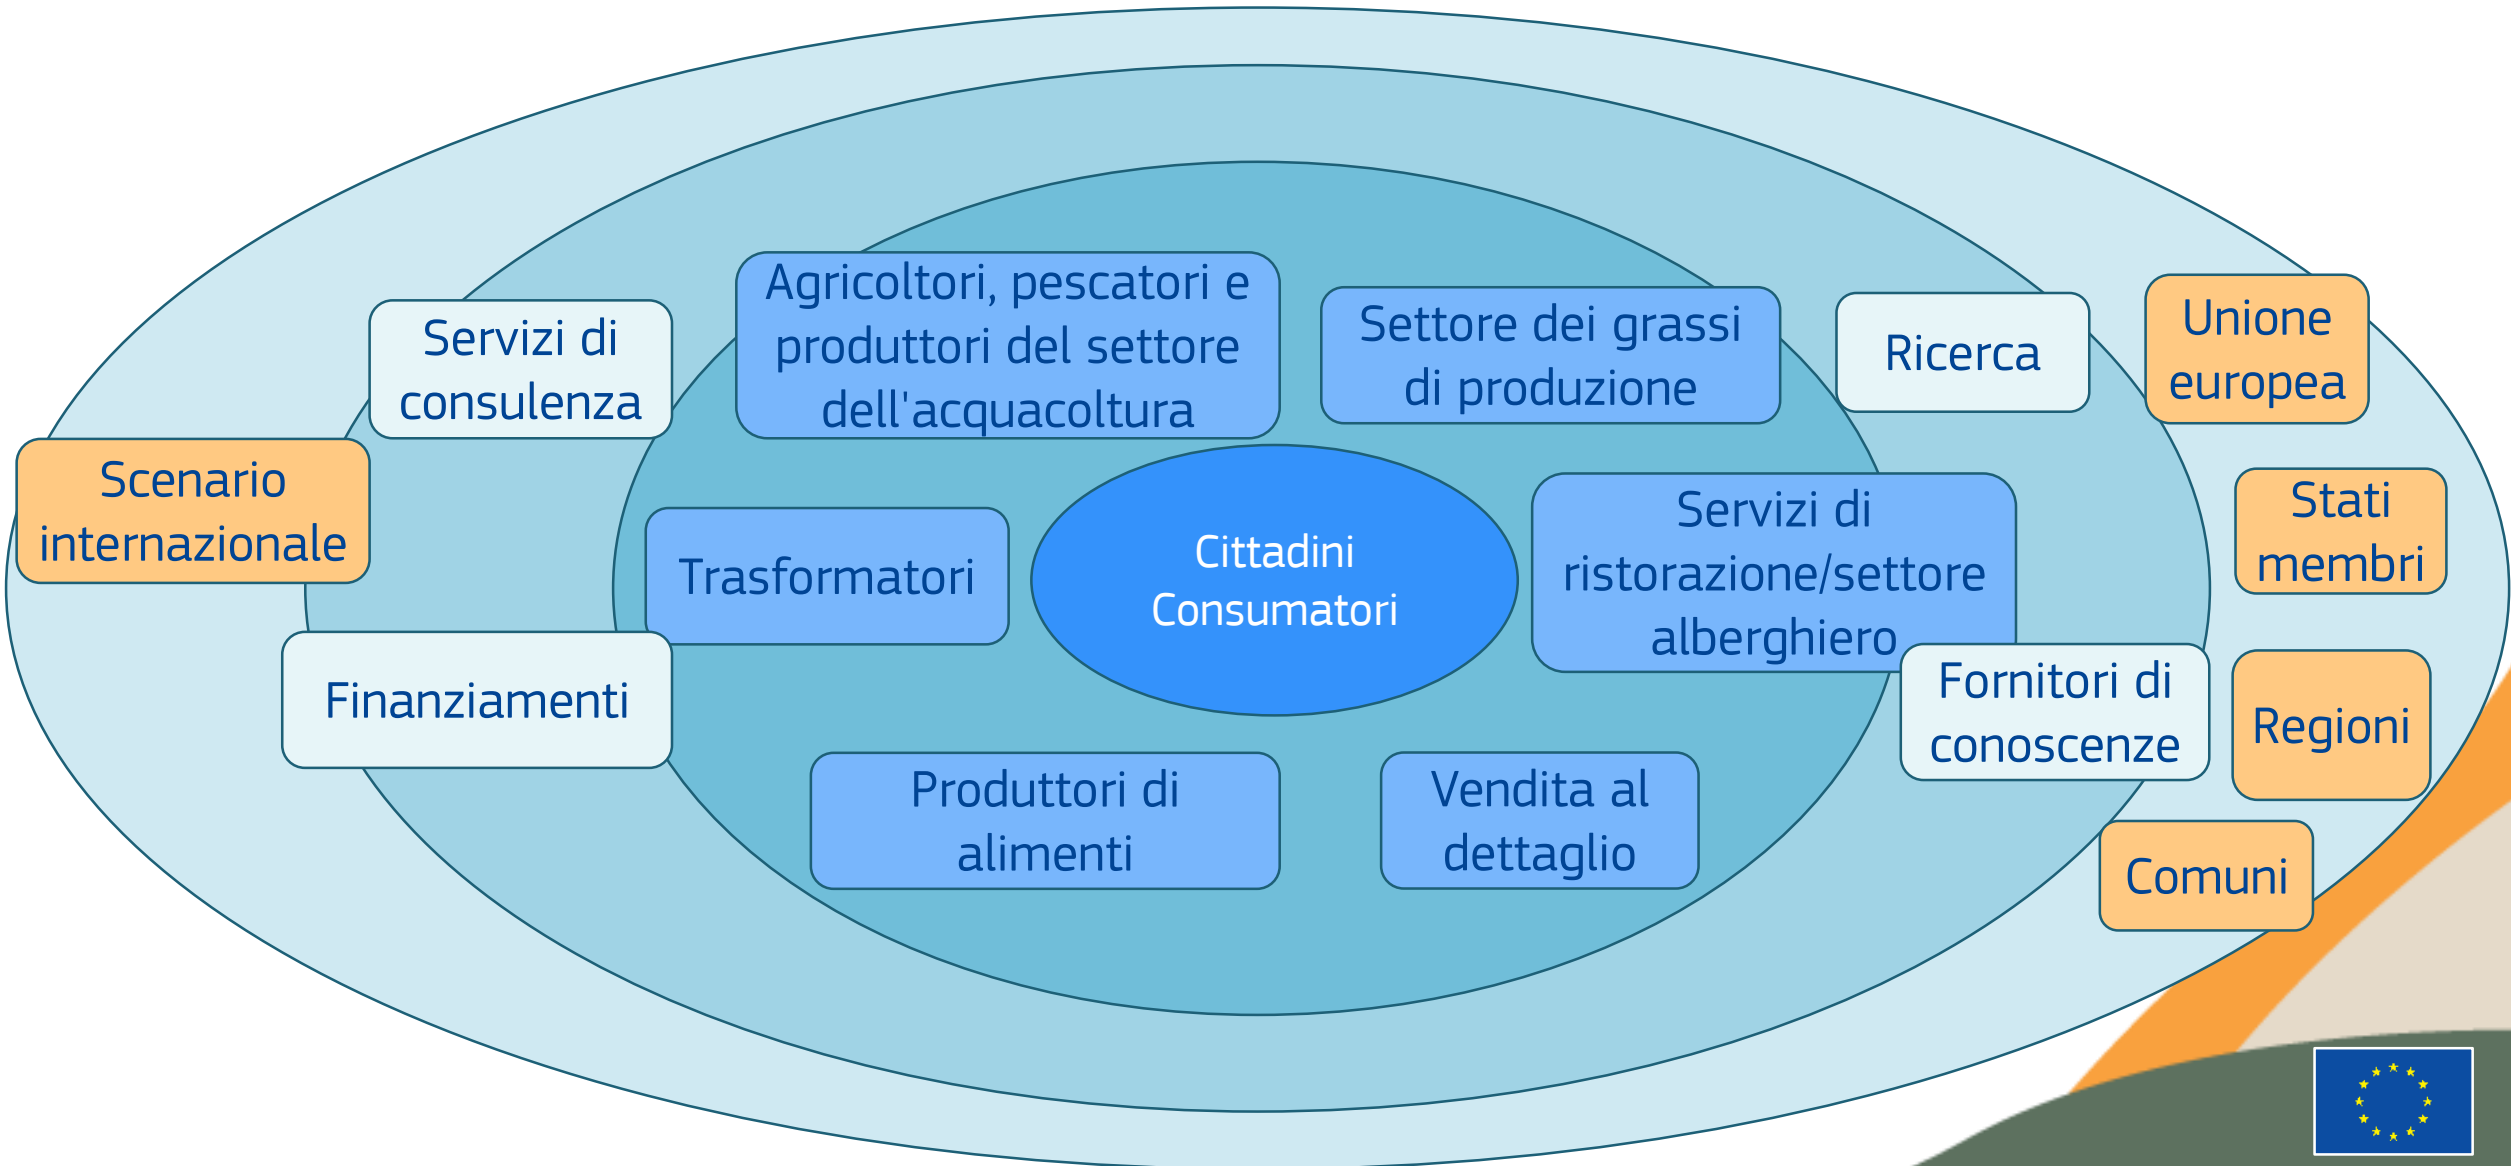 Agricoltori, pescatori e
produttori del settore
dell'acquacoltura
Settore dei grassi
di produzione
Servizi di
consulenza
Ricerca
Unione
europea
Scenario
internazionale
Stati
membri
Trasformatori
Cittadini
Consumatori
Servizi di
ristorazione/settore
alberghiero
Finanziamenti
Fornitori di
conoscenze
Regioni
Produttori di
alimenti
Vendita al
dettaglio
Comuni